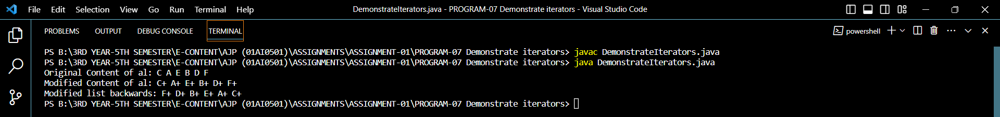 File Edit Selection View Go Run Terminal Help DemonstrateIterators.java - PROGRAM-07 Demonstrate iterators - Visual Studio Code
PROBLEMS OUTPUT DEBUG CONSOLE TERMINAL powershell
PS B:\3RD YEAR-5TH SEMESTER\E-CONTENT\AJP (01AI0501)\ASSIGNMENTS\ASSIGNMENT-01\PROGRAM-07 Demonstrate iterators> javac DemonstrateIterators.java
PS B:\3RD YEAR-5TH SEMESTER\E-CONTENT\AJP (01AI0501)\ASSIGNMENTS\ASSIGNMENT-01\PROGRAM-07 Demonstrate iterators> java DemonstrateIterators.java
Original Content of al: C A E B D F
Modified Content of al: C+ A+ E+ B+ D+ F+
Modified list backwards: F+ D+ B+ E+ A+ C+
PS B:\3RD YEAR-5TH SEMESTER\E-CONTENT\AJP (01AI0501)\ASSIGNMENTS\ASSIGNMENT-01\PROGRAM-07 Demonstrate iterators>